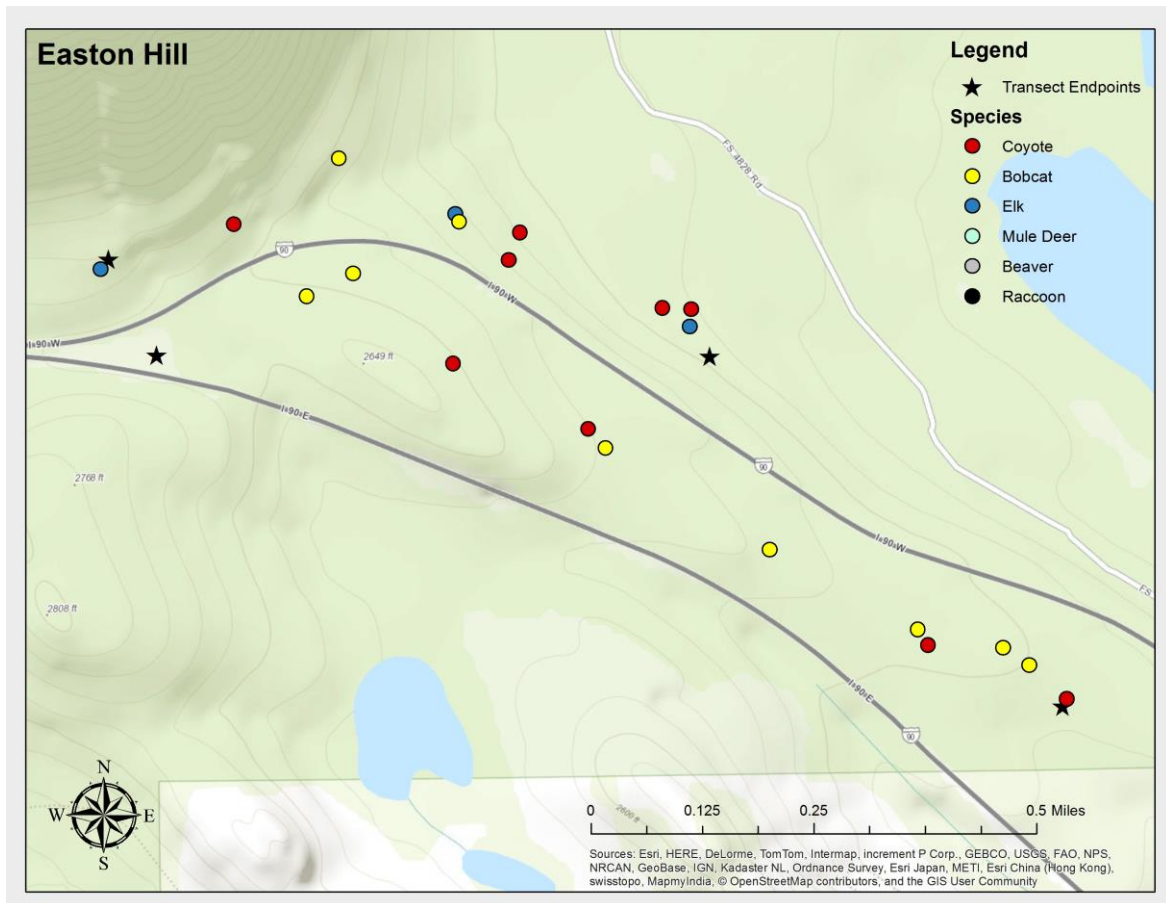 Easton Hill
Legend
Transect Endpoints
Species
Coyote
Bobcat
Elk
Mule Deer
Beaver
Raccoon
FS 4828 Rd
90
I-90-W
I-90-W
2649 ft
I-90-E
2768 ft
90
I-90-W
FS
2808 ft
I-90-E
90
N
W E
S
2600 ft
0 0.125 0.25 0.5 Miles
Sources: Esri, HERE, DeLorme, TomTom, Intermap, increment P Corp., GEBCO, USGS, FAO, NPS,
NRCAN, GeoBase, IGN, Kadaster NL, Ordnance Survey, Esri Japan, METI, Esri China (Hong Kong),
swisstopo, MapmyIndia, © OpenStreetMap contributors, and the GIS User Community